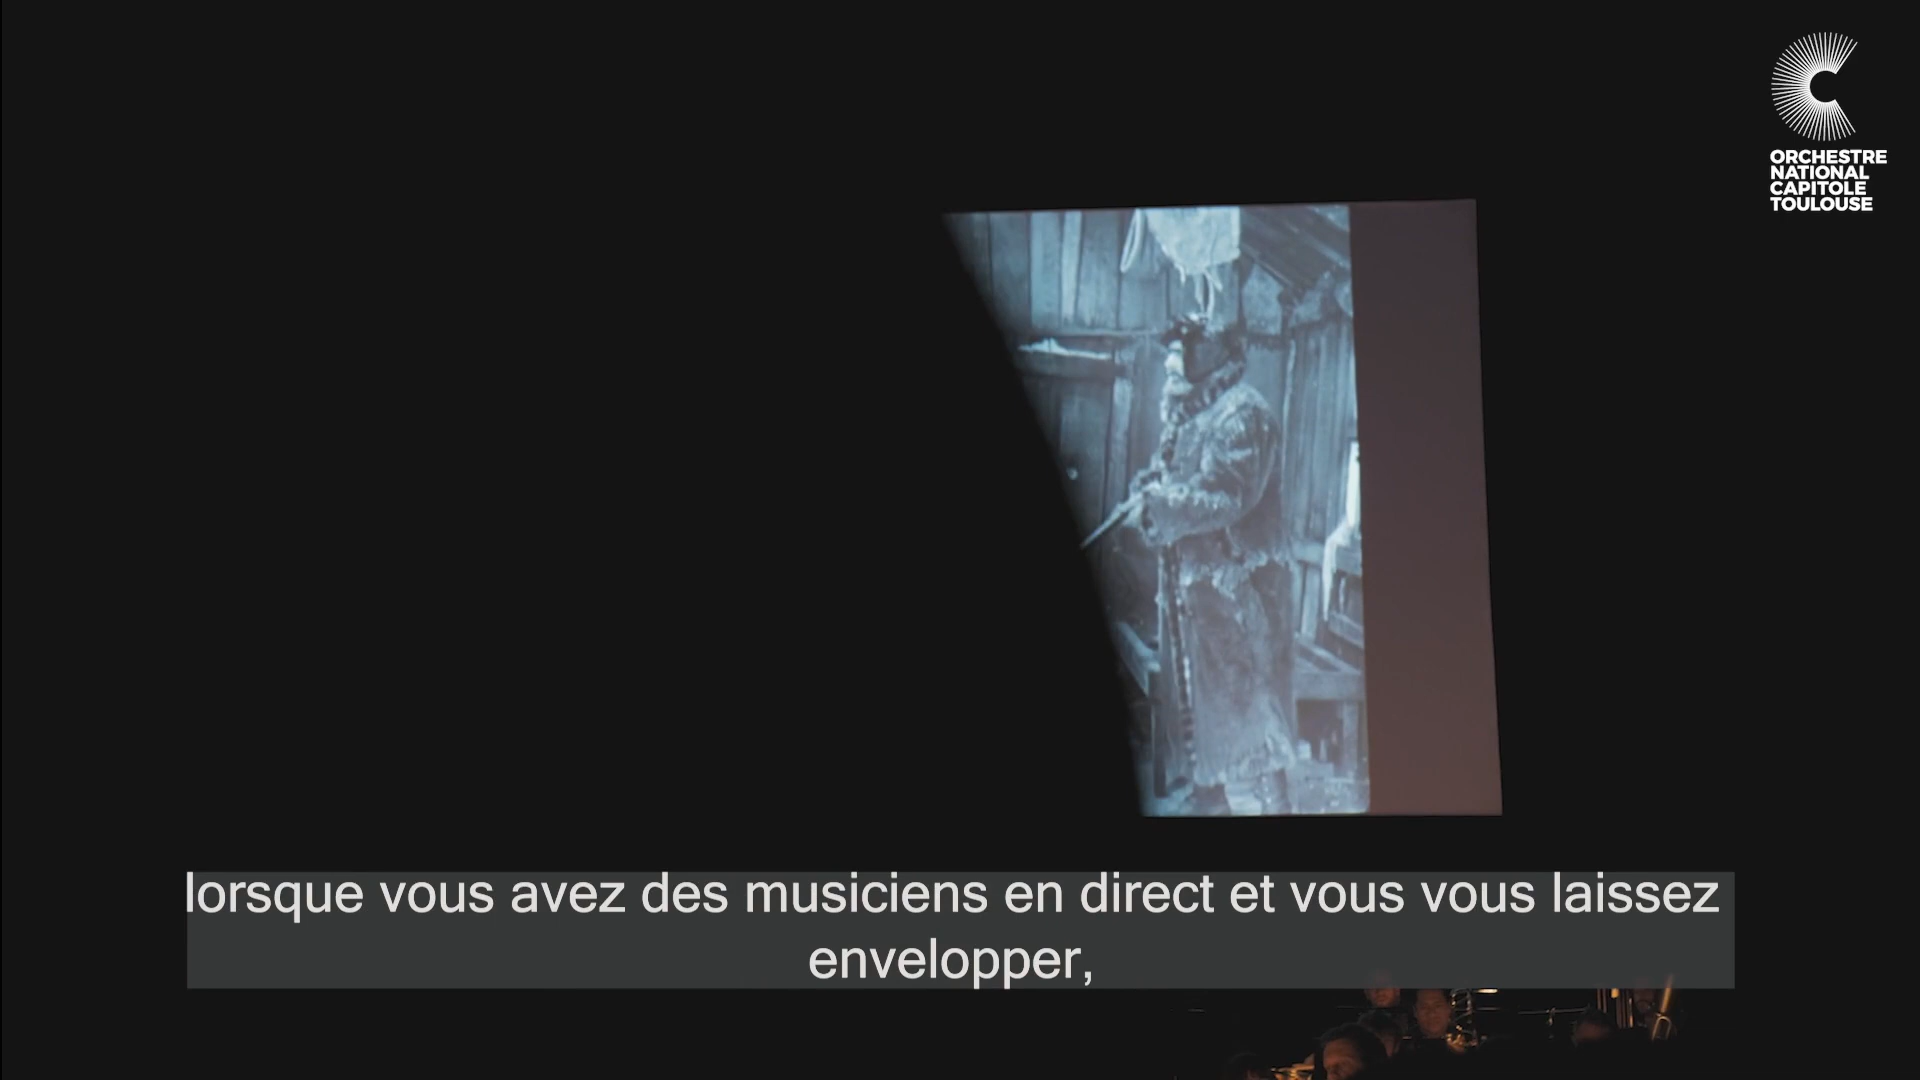 ORCHESTRE
NATIONAL
CAPITOLE
TOULOUSE
lorsque vous avez des musiciens en direct et vous vous laissez
envelopper,